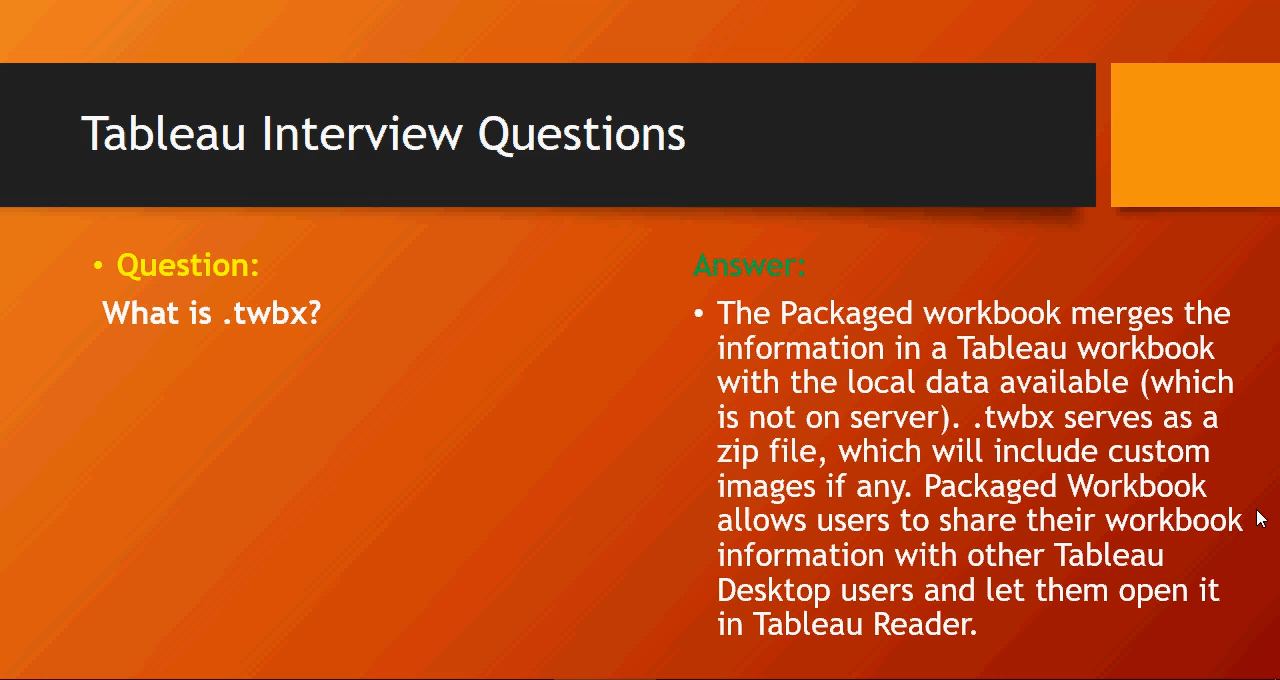 Tableau Interview Questions
• Question:
What is .twbx?
Answer:
• The Packaged workbook merges the
information in a Tableau workbook
with the local data available (which
is not on server). .twbx serves as a
zip file, which will include custom
images if any. Packaged Workbook
allows users to share their workbook
information with other Tableau
Desktop users and let them open it
in Tableau Reader.